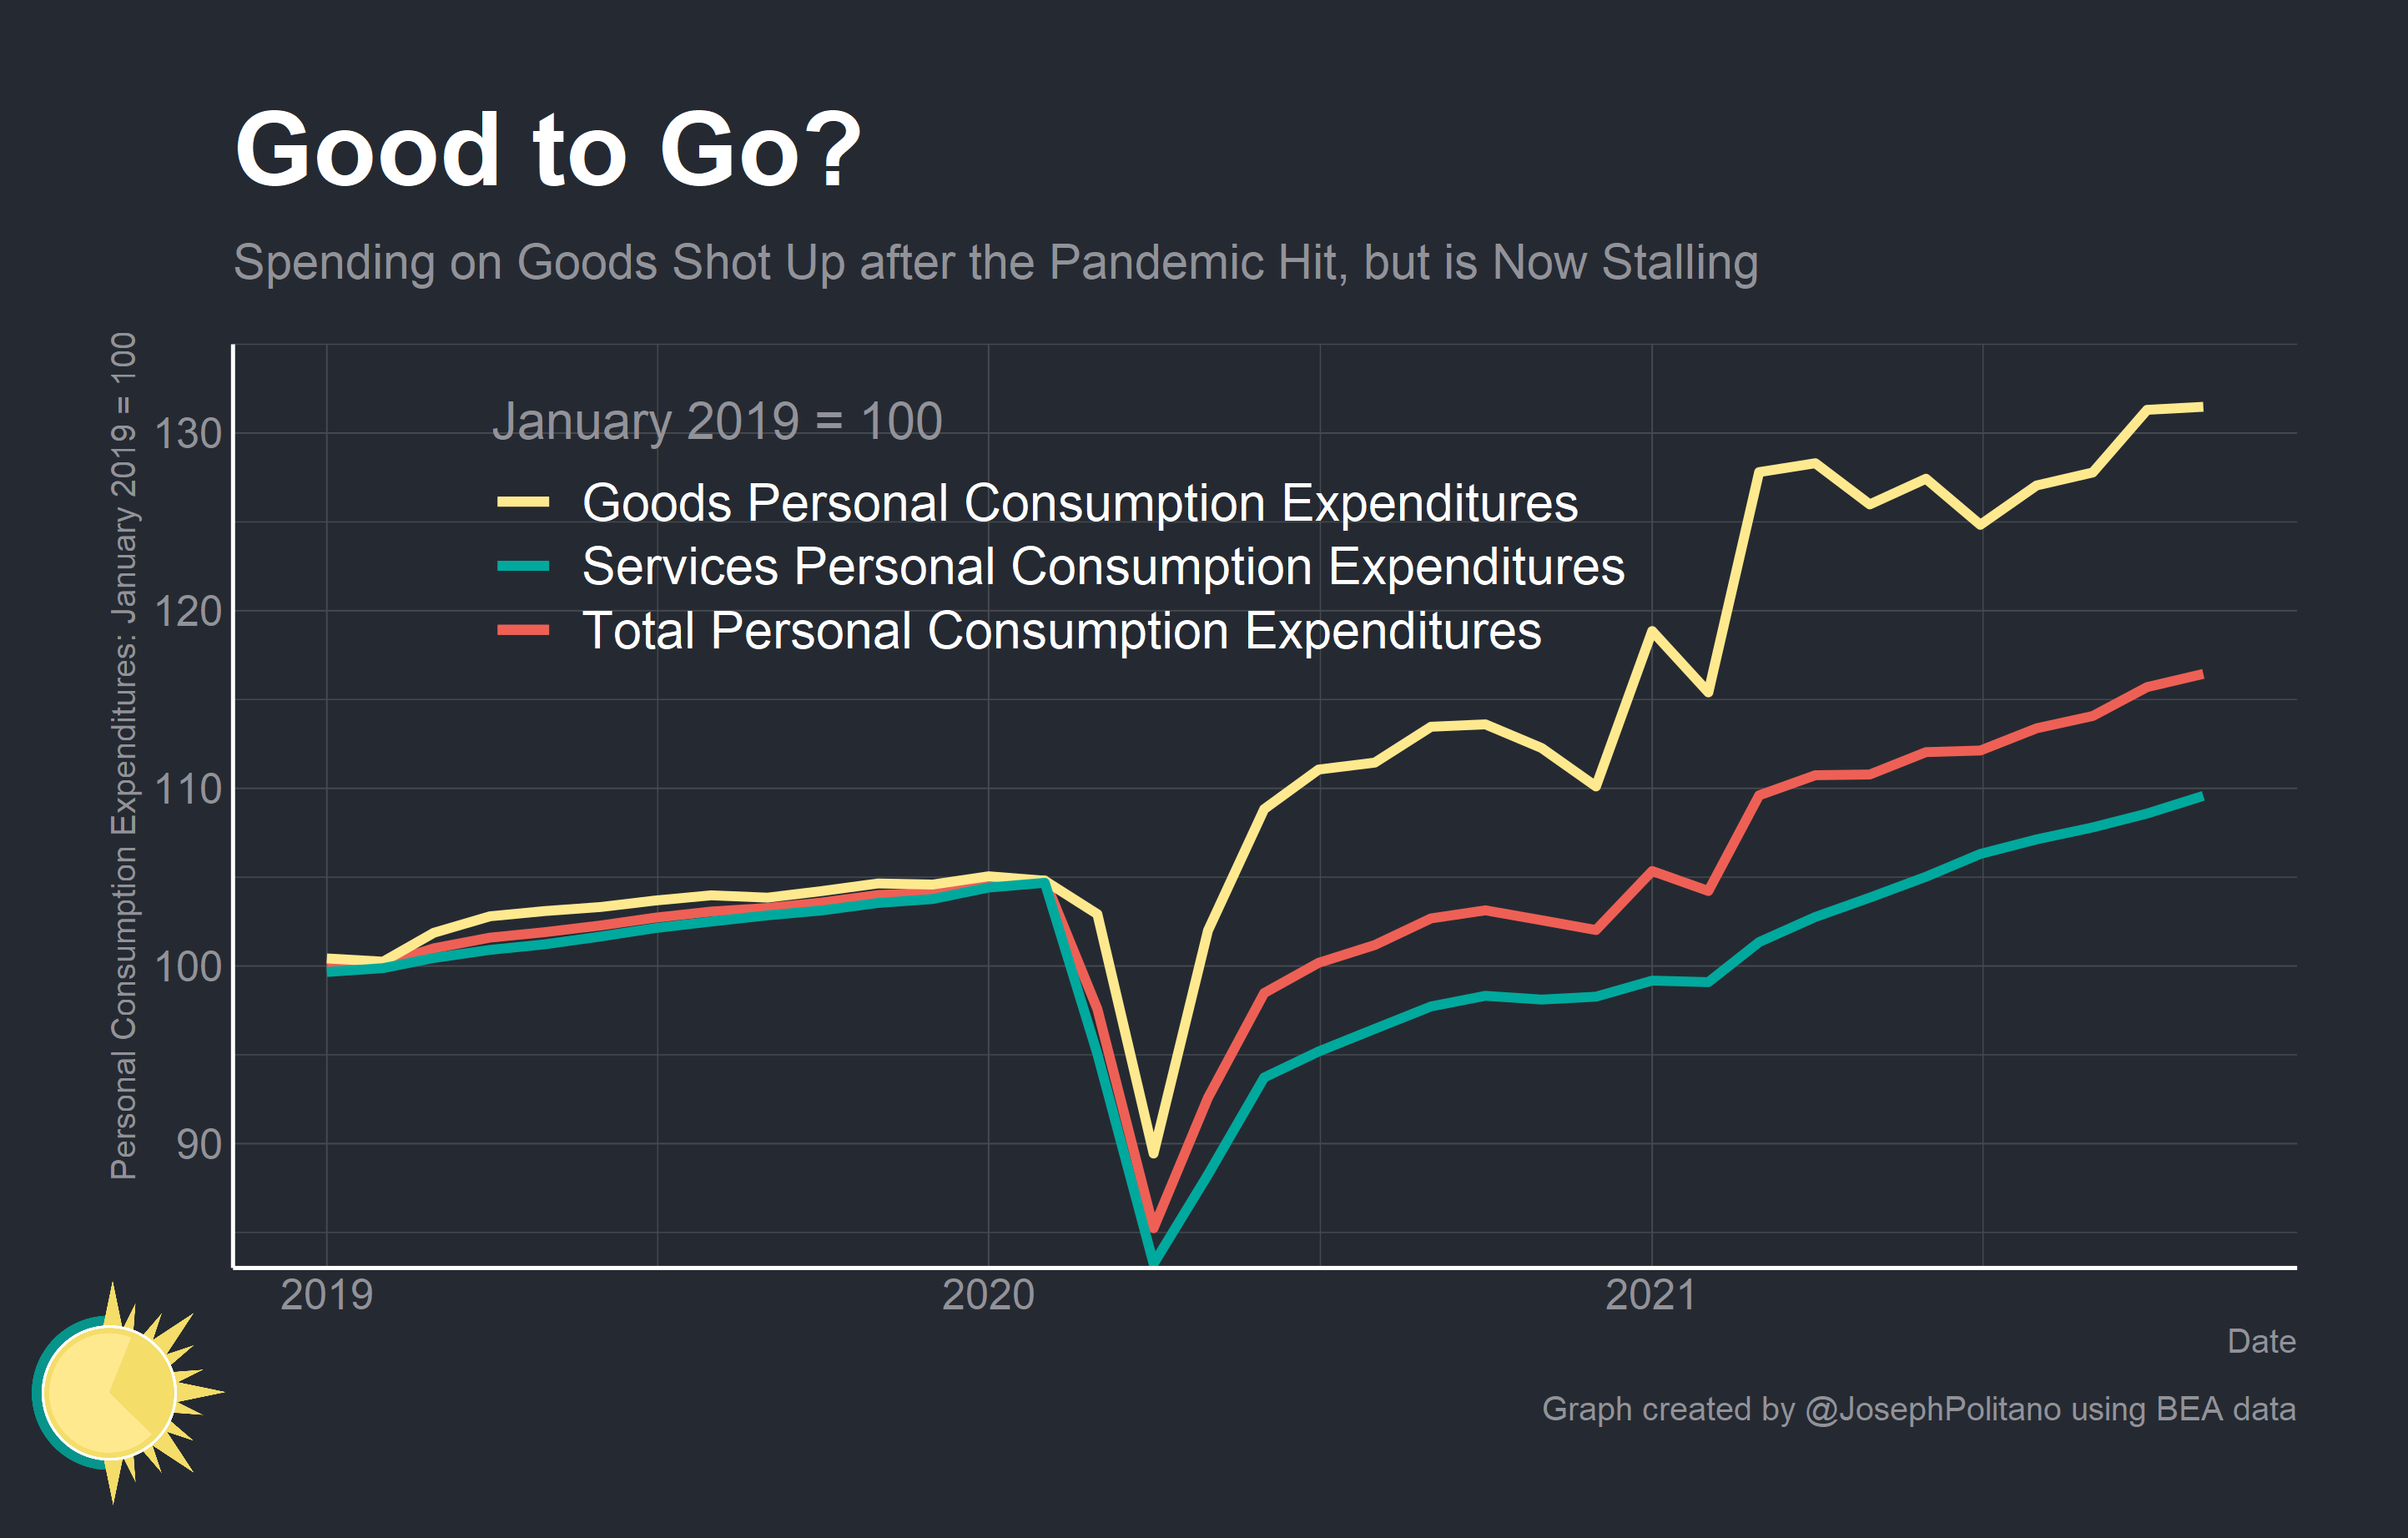 Good to Go?
Spending on Goods Shot Up after the Pandemic Hit, but is Now Stalling
Personal Consumption Expenditures: January 2019 = 100
January 2019 = 100
Goods Personal Consumption Expenditures
Services Personal Consumption Expenditures
Total Personal Consumption Expenditures
130
120
110
100
90
2019 2020 2021
Date
Graph created by @JosephPolitano using BEA data